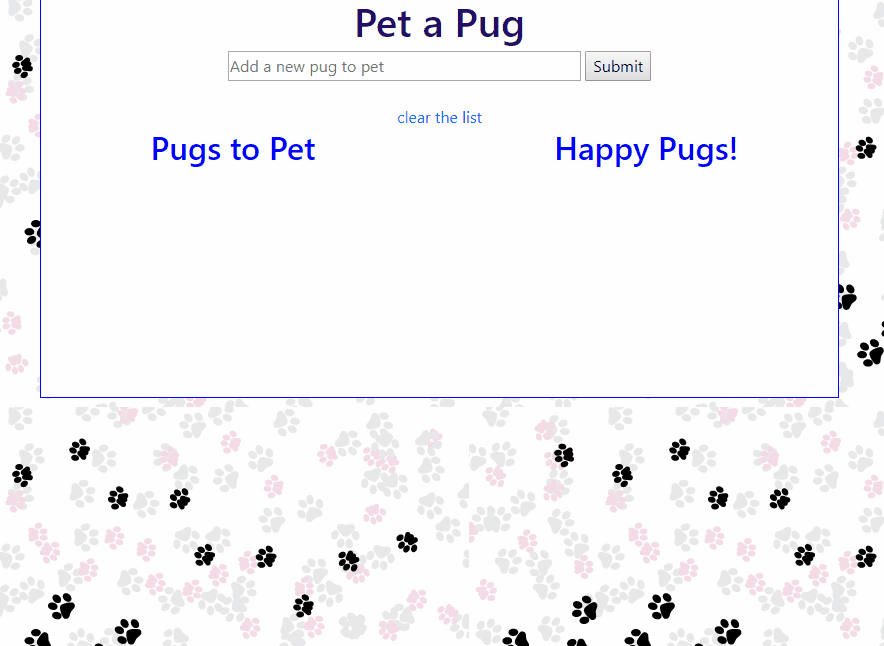 Pet a Pug
Add a new pug to pet Submit
clear the list
Pugs to Pet Happy Pugs!